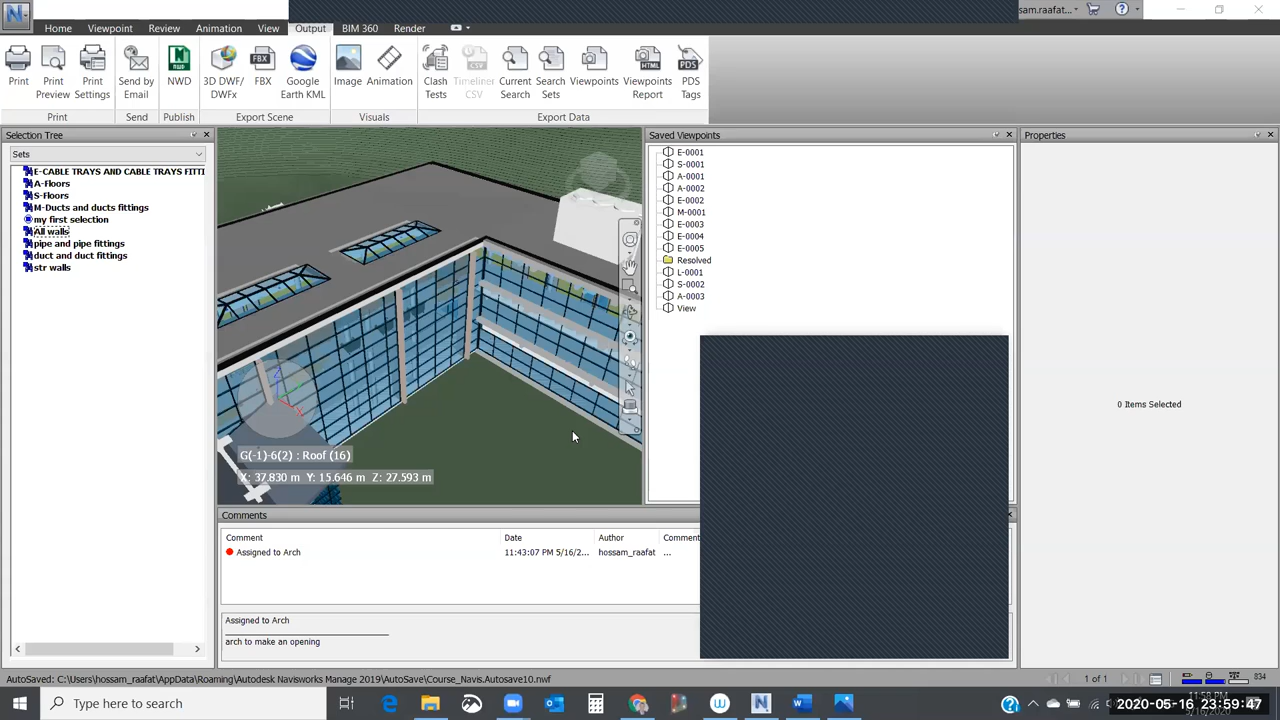 N
sam.raafat...
?
Home Viewpoint Review Animation View Output BIM 360 Render
Print
Print Preview
Print Settings
Send by Email
NWD
3D DWF/ DWFx
FBX
Google Earth KML
Image
Animation
Clash Tests
Timeliner CSV
Current Search
Search Sets
Viewpoints
Viewpoints Report
PDS Tags
Print Send Publish Export Scene Visuals Export Data
Selection Tree
Sets
E-CABLE TRAYS AND CABLE TRAYS FITTI
A-Floors
S-Floors
M-Ducts and ducts fittings
my first selection
All walls
pipe and pipe fittings
duct and duct fittings
str walls
Z
X
G(-1)-6(2) : Roof (16)
X: 37.830 m Y: 15.646 m Z: 27.593 m
Saved Viewpoints
E-0001
S-0001
A-0001
A-0002
E-0002
M-0001
E-0003
E-0004
E-0005
Resolved
L-0001
S-0002
A-0003
View
Properties
0 Items Selected
Comments
Comment Date Author Commen
Assigned to Arch 11:43:07 PM 5/16/2... hossam_raafat ...
Assigned to Arch
arch to make an opening
AutoSaved: C:\Users\hossam_raafat\AppData\Roaming\Autodesk Navisworks Manage 2019\AutoSave\Course_Navis.Autosave10.nwf
1 of 1
834
Type here to search
2020-05-16 23:59:47